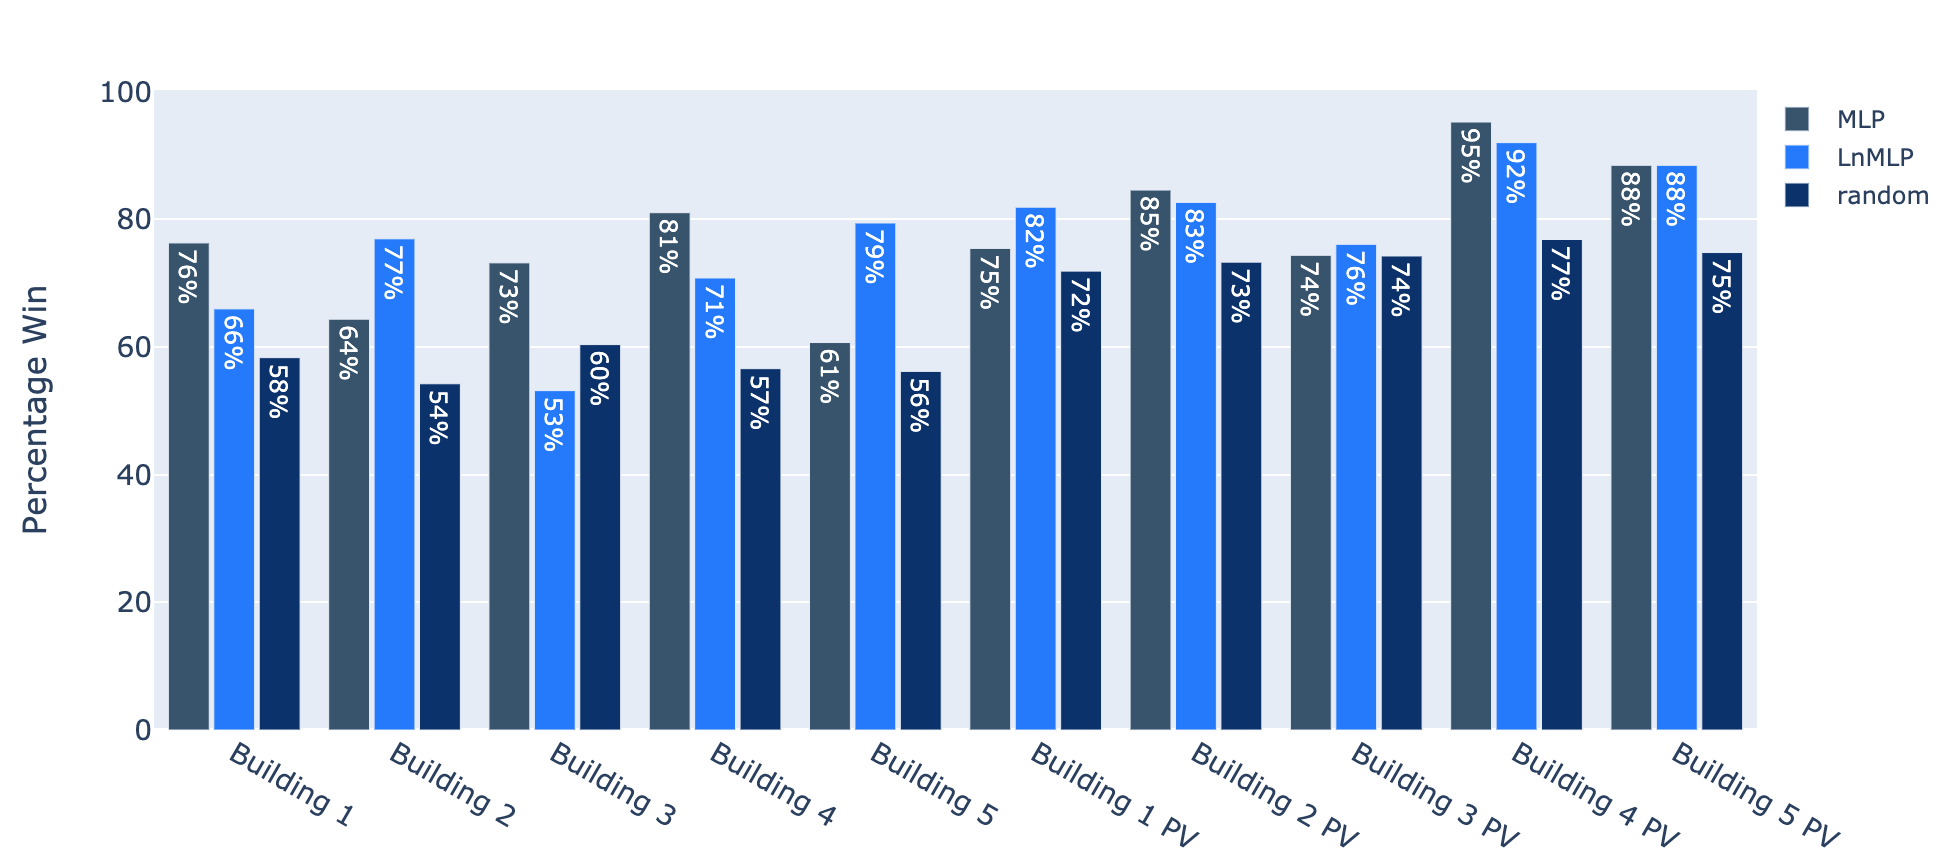 Percentage Win
100
80
60
40
20
0
76%
66%
58%
64%
77%
54%
73%
53%
60%
81%
71%
57%
61%
79%
56%
75%
82%
72%
85%
83%
73%
74%
76%
74%
95%
92%
77%
88%
88%
75%
Building 1
Building 2
Building 3
Building 4
Building 5
Building 1 PV
Building 2 PV
Building 3 PV
Building 4 PV
Building 5 PV
MLP
LnMLP
random